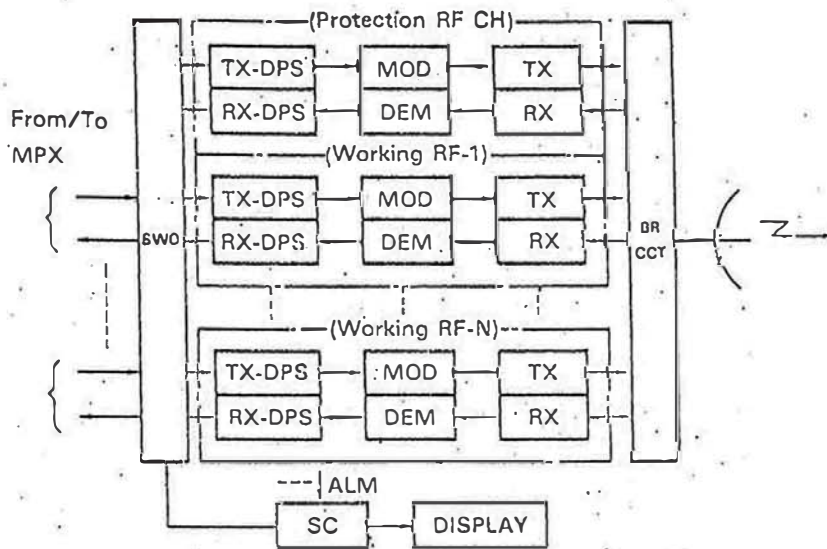 (Protection RF CH)
TX-DPS MOD TX
RX-DPS DEM RX
From/To
MPX
(Working RF-1)
TX-DPS MOD TX
RX-DPS DEM RX
SWO
BR
CCT
(Working RF-N)
TX-DPS MOD TX
RX-DPS DEM RX
ALM
SC DISPLAY